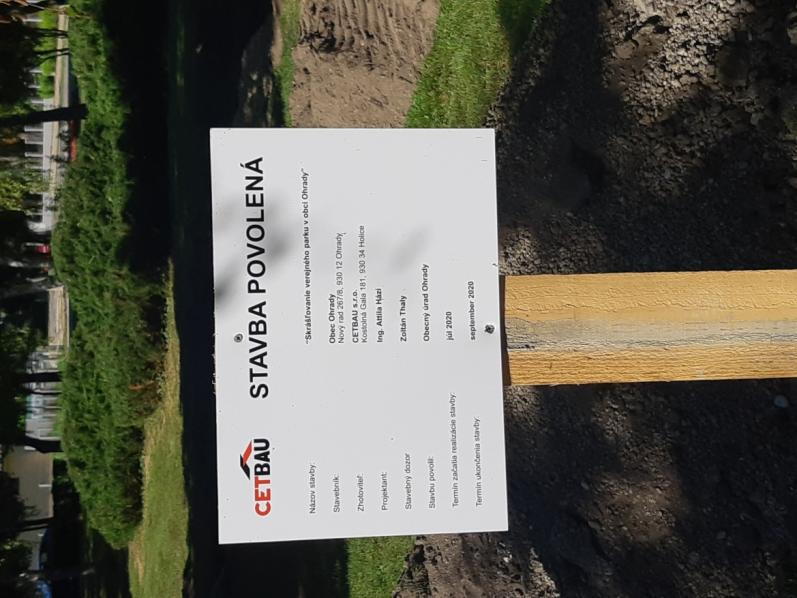 CETBAU STAVBA POVOLENÁ
Názov stavby: "Skrášľovanie verejného parku v obci Ohrady"
Stavebník: Obec Ohrady
Nový rad 267/8, 930 12 Ohrady
Zhotoviteľ: CETBAU s.r.o.
Kostolná Gala 181, 930 34 Holice
Projektant: Ing. Attila Házi
Stavebný dozor Zoltán Thaly
Stavbu povolil: Obecný úrad Ohrady
Termín začatia realizácie stavby: júl 2020
Termín ukončenia stavby september 2020